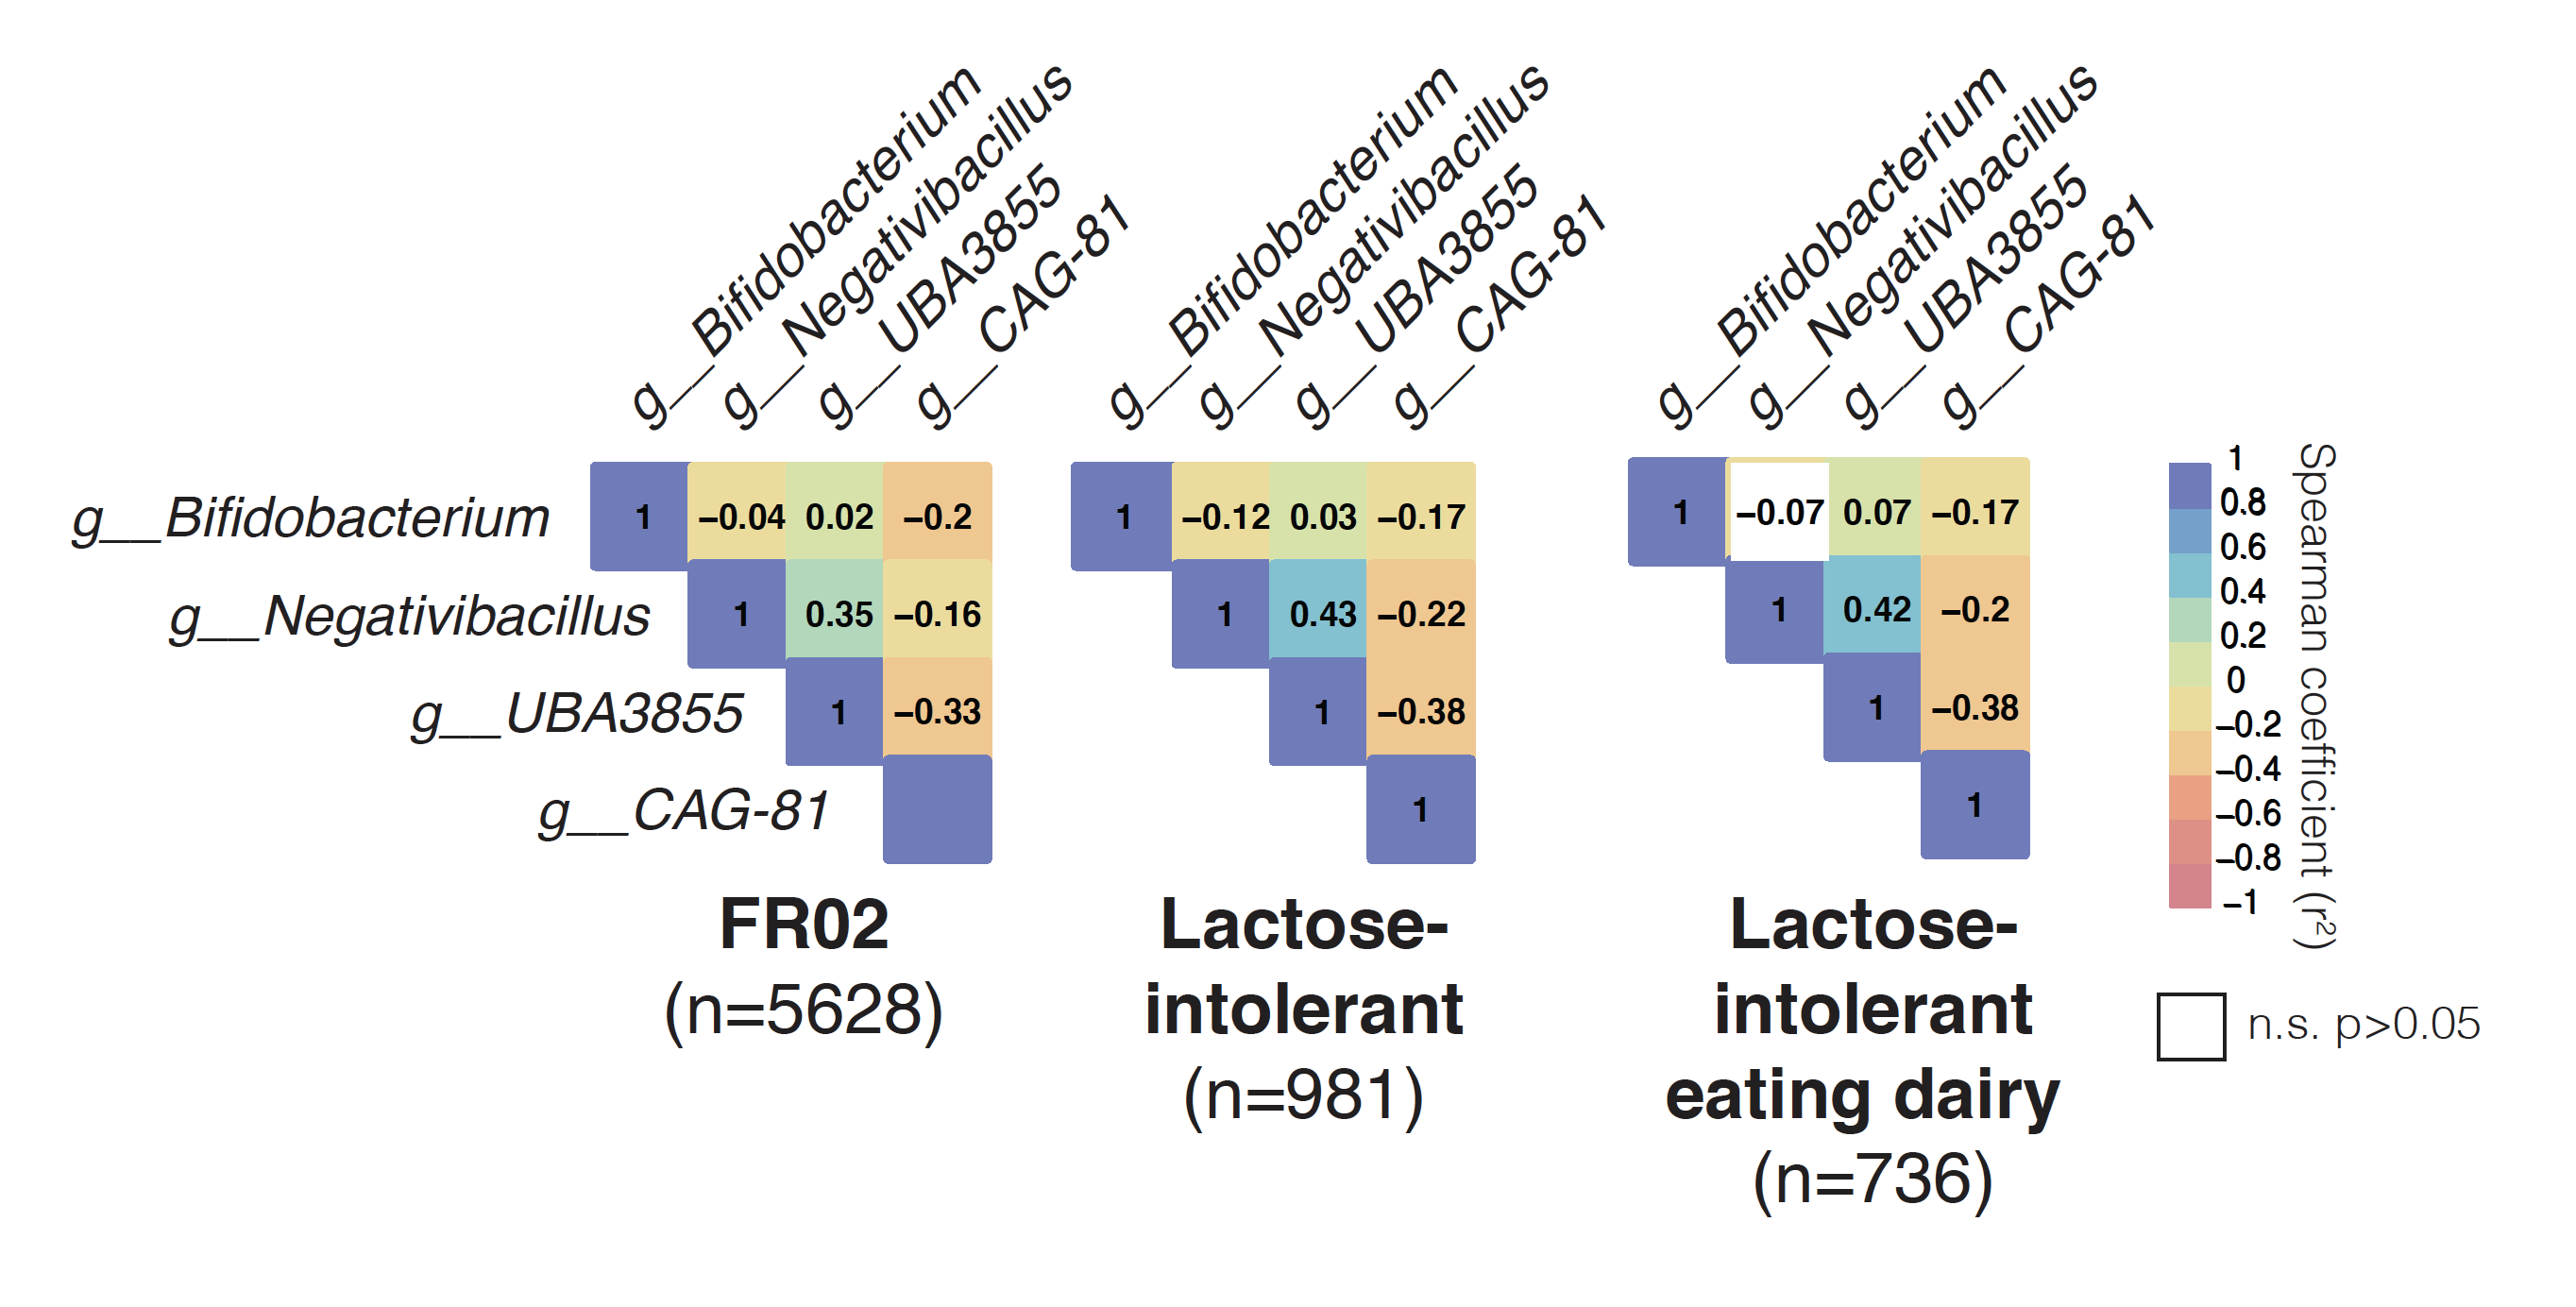 g__Bifidobacterium
g__Negativibacillus
g__UBA3855
g__CAG-81
g__Bifidobacterium
g__Negativibacillus
g__UBA3855
g__CAG-81
g__Bifidobacterium
g__Negativibacillus
g__UBA3855
g__CAG-81
g__Bifidobacterium
1 −0.04 0.02 −0.2
g__Negativibacillus
1 0.35 −0.16
g__UBA3855
1 −0.33
g__CAG-81
1 −0.12 0.03 −0.17
1 0.43 −0.22
1 −0.38
1
1 −0.07 0.07 −0.17
1 0.42 −0.2
1 −0.38
1
FR02
(n=5628)
Lactose-
intolerant
(n=981)
Lactose-
intolerant
eating dairy
(n=736)
1
0.8
0.6
0.4
0.2
0
−0.2
−0.4
−0.6
−0.8
−1
Spearman coefficient (r²)
n.s. p>0.05